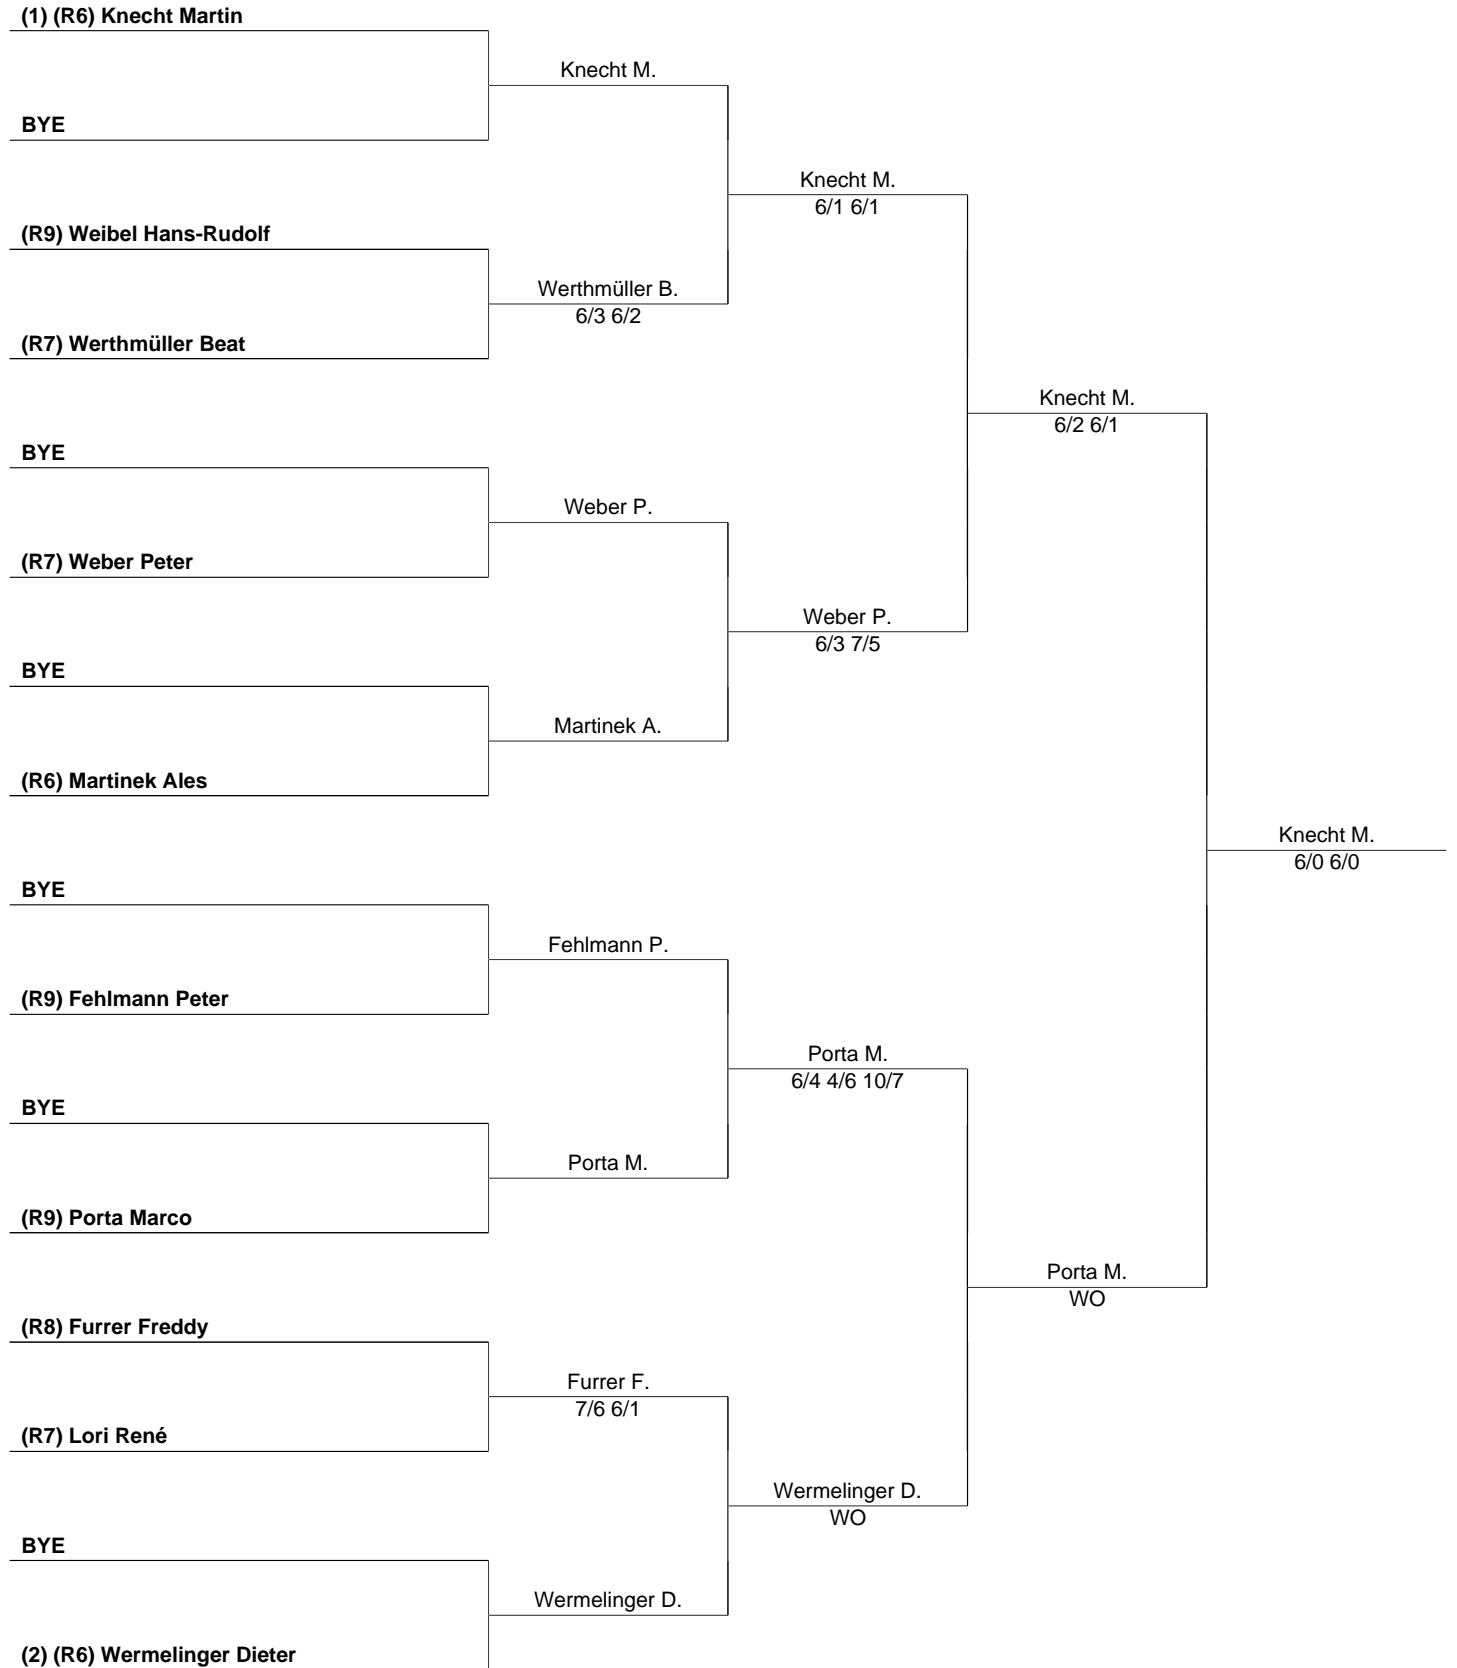 (1) (R6) Knecht Martin
Knecht M.
BYE
Knecht M.
6/1 6/1
(R9) Weibel Hans-Rudolf
Werthmüller B.
6/3 6/2
(R7) Werthmüller Beat
Knecht M.
6/2 6/1
BYE
Weber P.
(R7) Weber Peter
Weber P.
6/3 7/5
BYE
Martinek A.
(R6) Martinek Ales
Knecht M.
6/0 6/0
BYE
Fehlmann P.
(R9) Fehlmann Peter
Porta M.
6/4 4/6 10/7
BYE
Porta M.
(R9) Porta Marco
Porta M.
WO
(R8) Furrer Freddy
Furrer F.
7/6 6/1
(R7) Lori René
Wermelinger D.
WO
BYE
Wermelinger D.
(2) (R6) Wermelinger Dieter